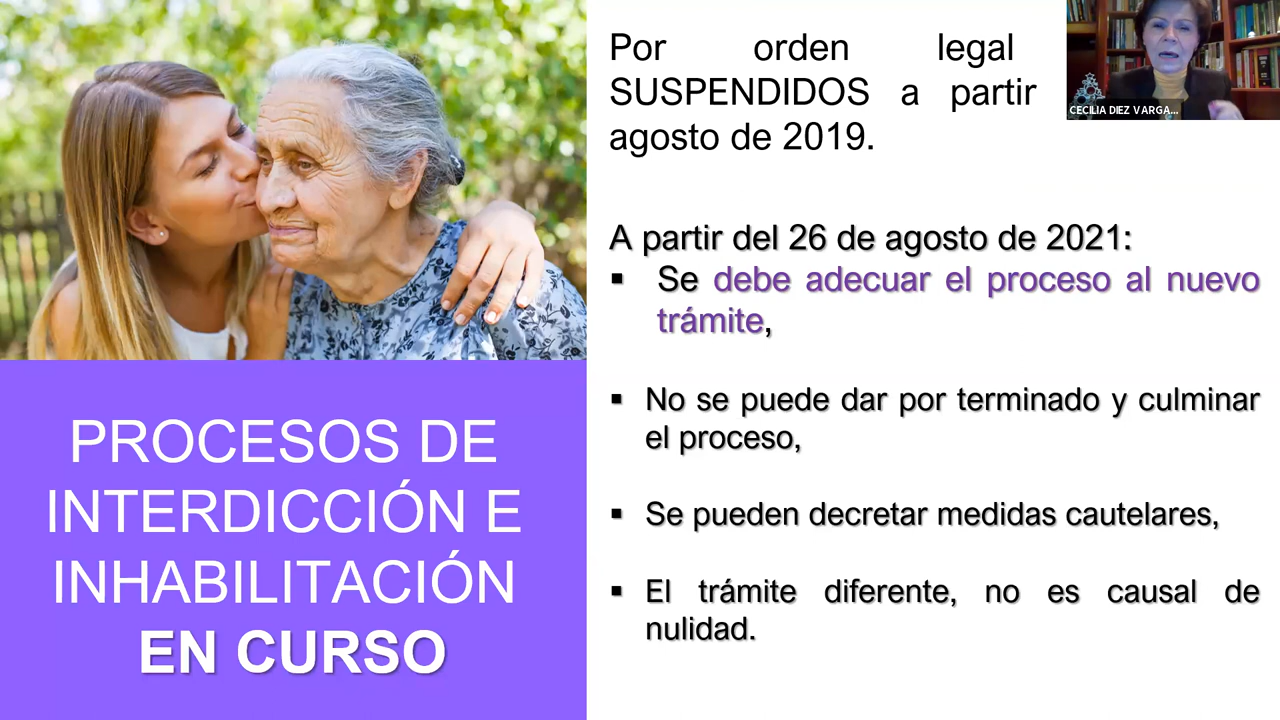 Por orden legal
SUSPENDIDOS a partir
agosto de 2019.
CECILIA DIEZ VARGA...
A partir del 26 de agosto de 2021:
▪ Se debe adecuar el proceso al nuevo
trámite,
▪ No se puede dar por terminado y culminar
el proceso,
▪ Se pueden decretar medidas cautelares,
▪ El trámite diferente, no es causal de
nulidad.
PROCESOS DE
INTERDICCIÓN E
INHABILITACIÓN
EN CURSO